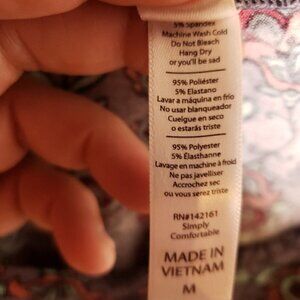 5% Spandex
Machine Wash Cold
Do Not Bleach
Hang Dry
or you'll be sad
95% Poliéster
5% Elastano
Lavar a máquina en frío
No usar blanqueador
Cuelgue en seco
o estarás triste
95% Polyester
5% Élasthanne
Lavage en machine à froid
Ne pas javelliser
Accrochez sec
ou vous serez triste
RN#142161
Simply
Comfortable
MADE IN
VIETNAM
M